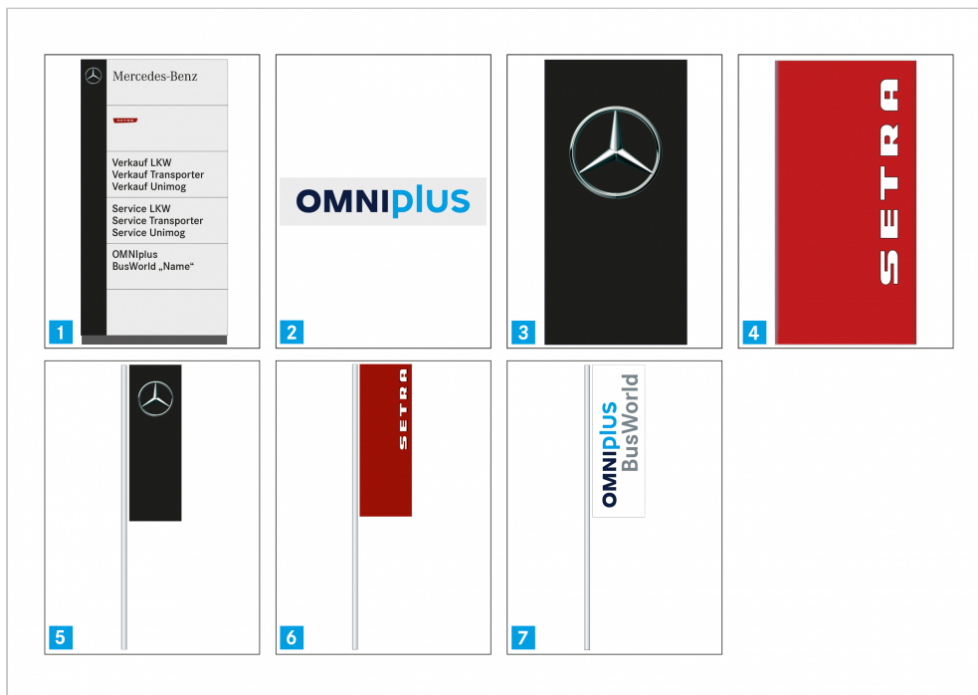 Mercedes-Benz
SETRA
Verkauf LKW
Verkauf Transporter
Verkauf Unimog
Service LKW
Service Transporter
Service Unimog
OMNIplus
BusWorld „Name“
1
OMNIplus
2
3
SETRA
4
5
SETRA
6
OMNIplus
BusWorld
7